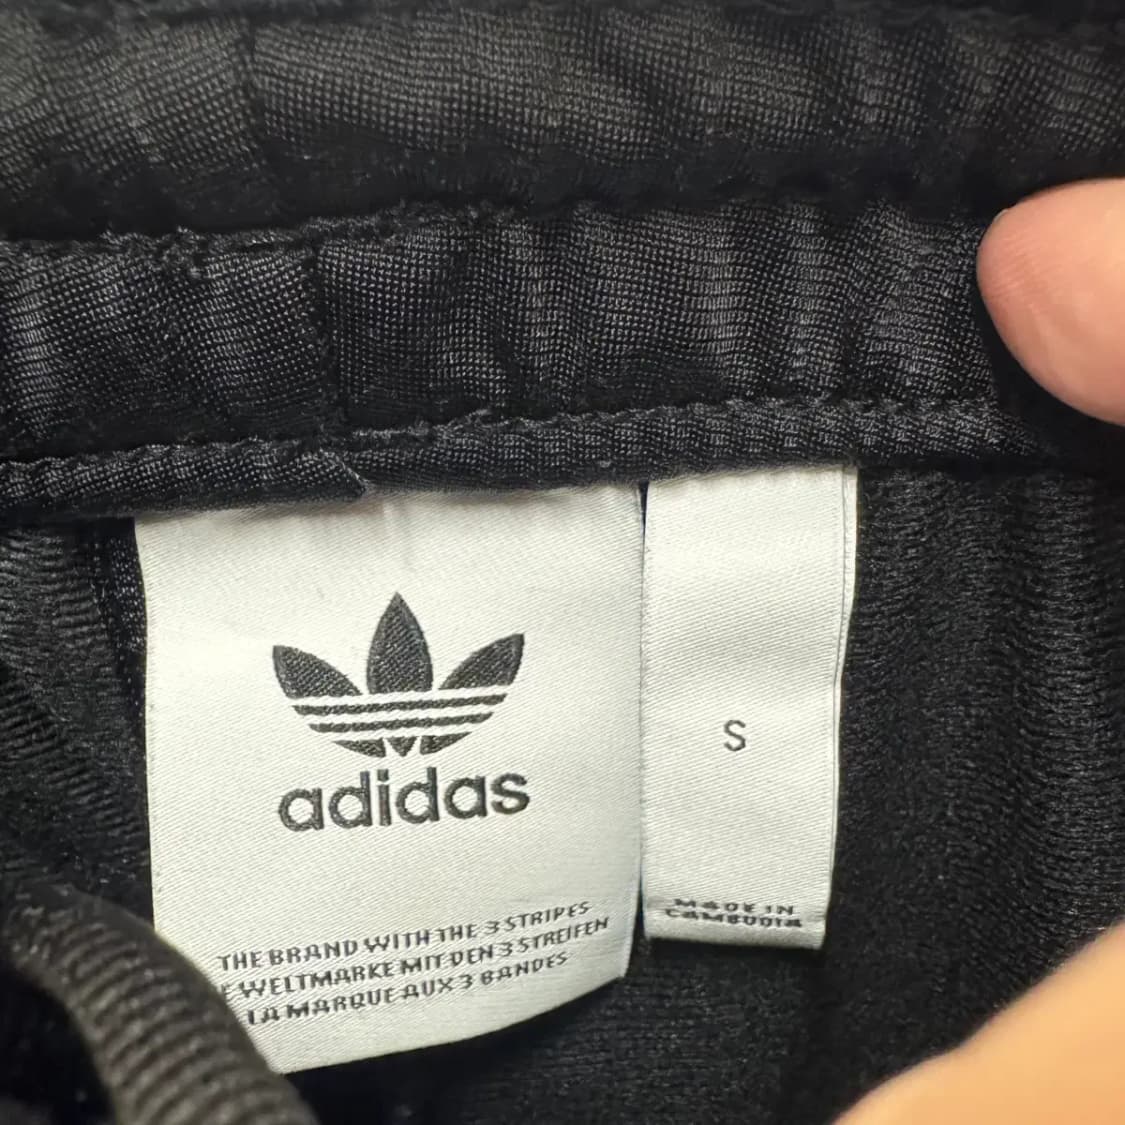 adidas
THE BRAND WITH THE 3 STRIPES
WELTMARKE MIT DEN 3 STREIFEN
LA MARQUE AUX 3 BANDES
S
MADE IN
CAMBODIA